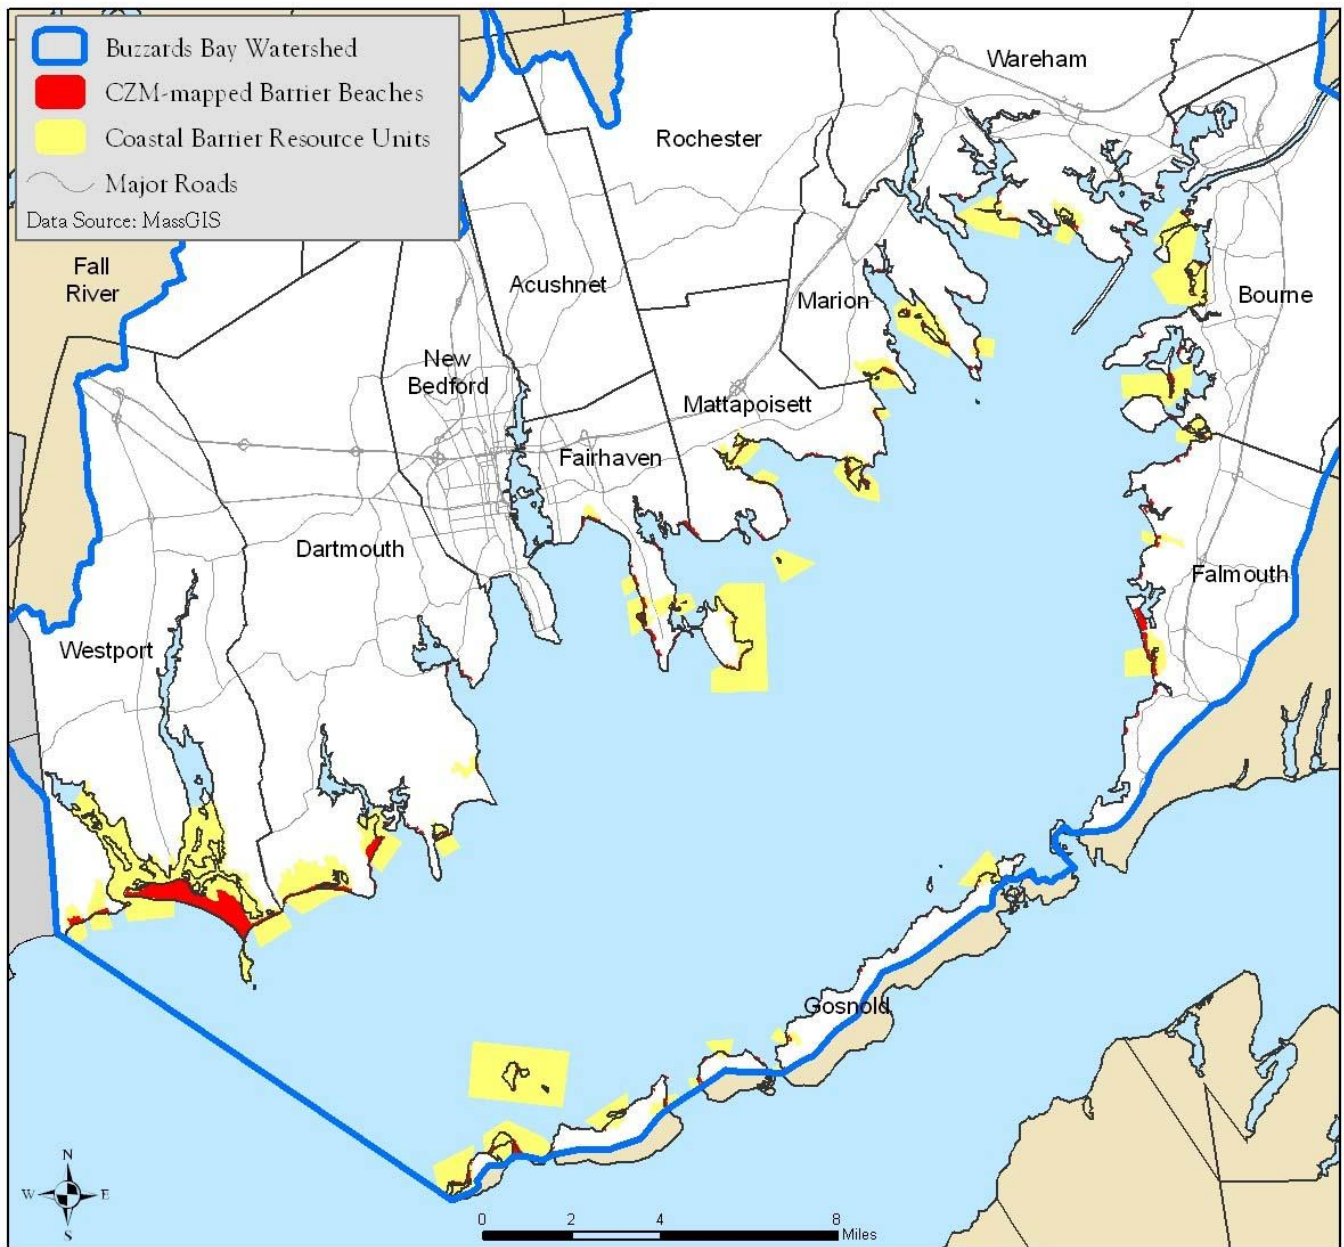 Buzzards Bay Watershed
CZM-mapped Barrier Beaches
Coastal Barrier Resource Units
Major Roads
Data Source: MassGIS
Wareham
Rochester
Fall
River
Acushnet
Marion
Bourne
New
Bedford
Mattapoisett
Fairhaven
Dartmouth
Falmouth
Westport
Gosnold
N
W
E
S
0
2
4
8
Miles